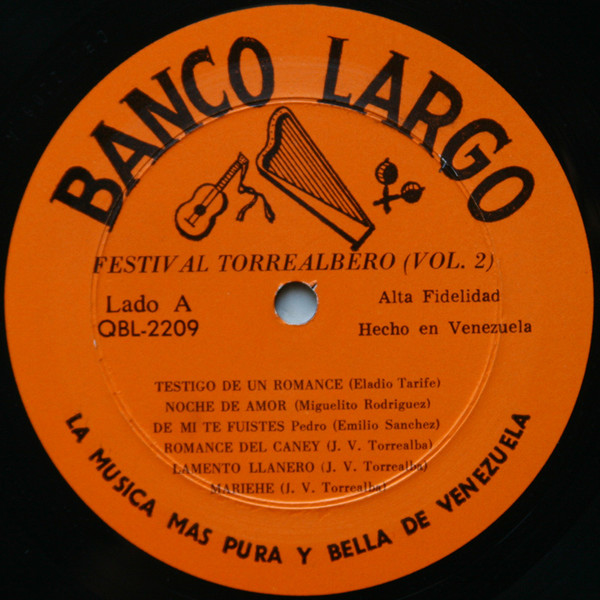 BANCO LARGO
FESTIVAL TORREALBERO (VOL. 2)
Lado A
QBL-2209
Alta Fidelidad
Hecho en Venezuela
TESTIGO DE UN ROMANCE (Eladio Tarife)
NOCHE DE AMOR (Miguelito Rodriguez)
DE MI TE FUISTES Pedro (Emilio Sanchez)
ROMANCE DEL CANEY (J. V. Torrealba)
LAMENTO LLANERO (J. V. Torrealba)
MARIEHE (J. V. Torrealba)
LA MUSICA MAS PURA Y BELLA DE VENEZUELA